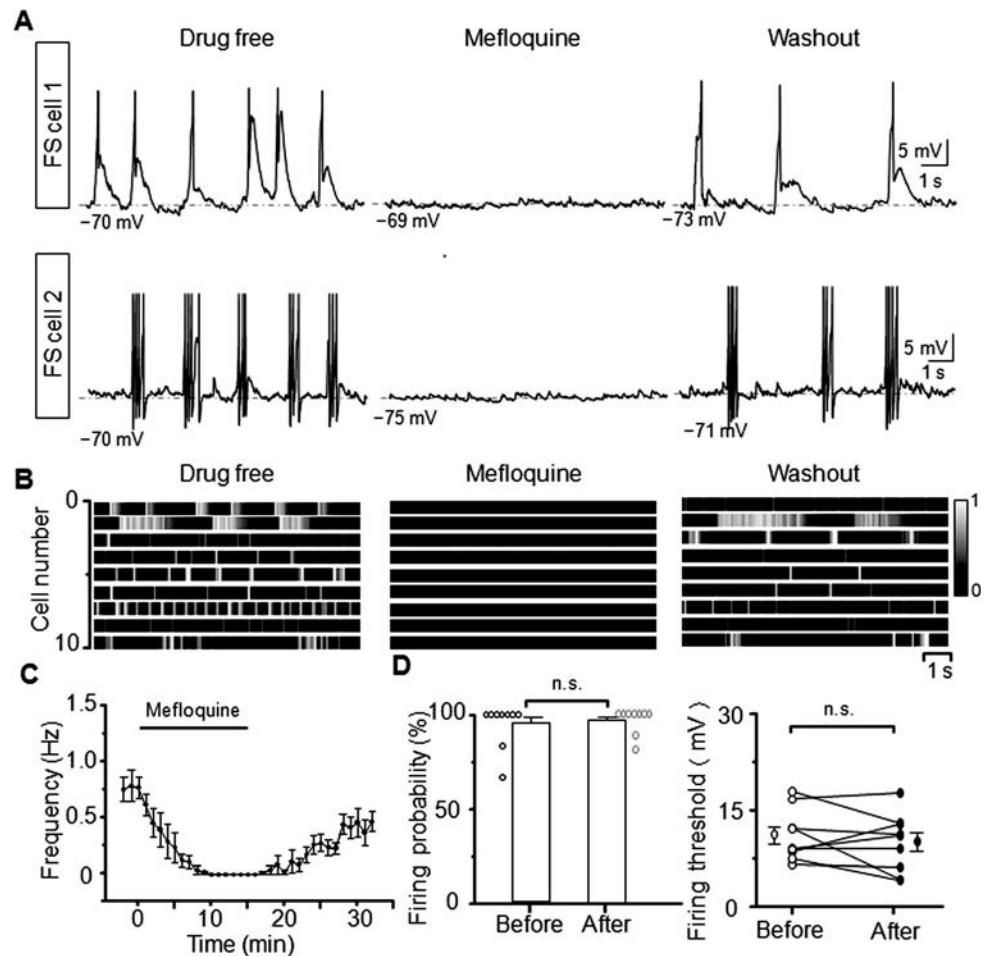 A
Drug free Mefloquine Washout
FS cell 1
5 mV
1 s
−70 mV −69 mV −73 mV
FS cell 2
5 mV
1 s
−70 mV −75 mV −71 mV
B Drug free Mefloquine Washout
Cell number
0
5
10
1
0
1 s
C
Mefloquine
Frequency (Hz)
1.5
1.0
0.5
0
0 10 20 30
Time (min)
D
n.s.
Firing probability (%)
100
50
0
Before After
n.s.
Firing threshold ( mV )
30
15
0
Before After